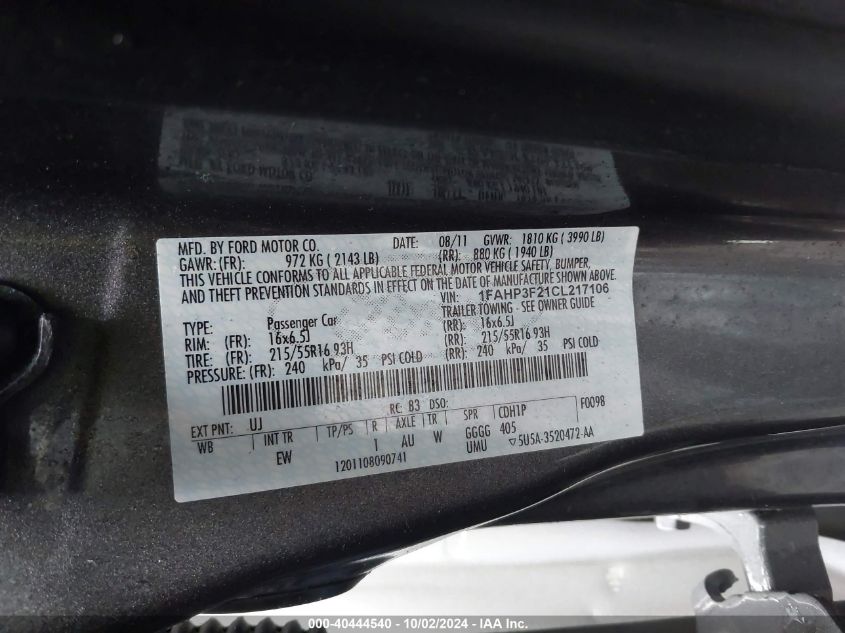 MFD. BY FORD MOTOR CO. DATE: 08/11 GVWR: 1810 KG ( 3990 LB)
GAWR: (FR): 972 KG ( 2143 LB) (RR): 880 KG ( 1940 LB)
THIS VEHICLE CONFORMS TO ALL APPLICABLE FEDERAL MOTOR VEHICLE SAFETY, BUMPER,
AND THEFT PREVENTION STANDARDS IN EFFECT ON THE DATE OF MANUFACTURE SHOWN ABOVE
VIN: 1FAHP3F21CL217106
TYPE: Passenger Car TRAILER TOWING - SEE OWNER GUIDE
RIM: (FR): 16x6.5J (RR): 16x6.5J
TIRE: (FR): 215/55R16 93H (RR): 215/55R16 93H
PRESSURE: (FR): 240 kPa/ 35 PSI COLD (RR): 240 kPa/ 35 PSI COLD
RC: 83 DSO: F0098
EXT PNT: UJ
WB INT TR TP/PS R AXLE TR SPR CDH1P
EW I AU W GGGG 405
UMU ▽5U5A-3520472-AA
1201108090741
000-40444540 - 10/02/2024 - IAA Inc.